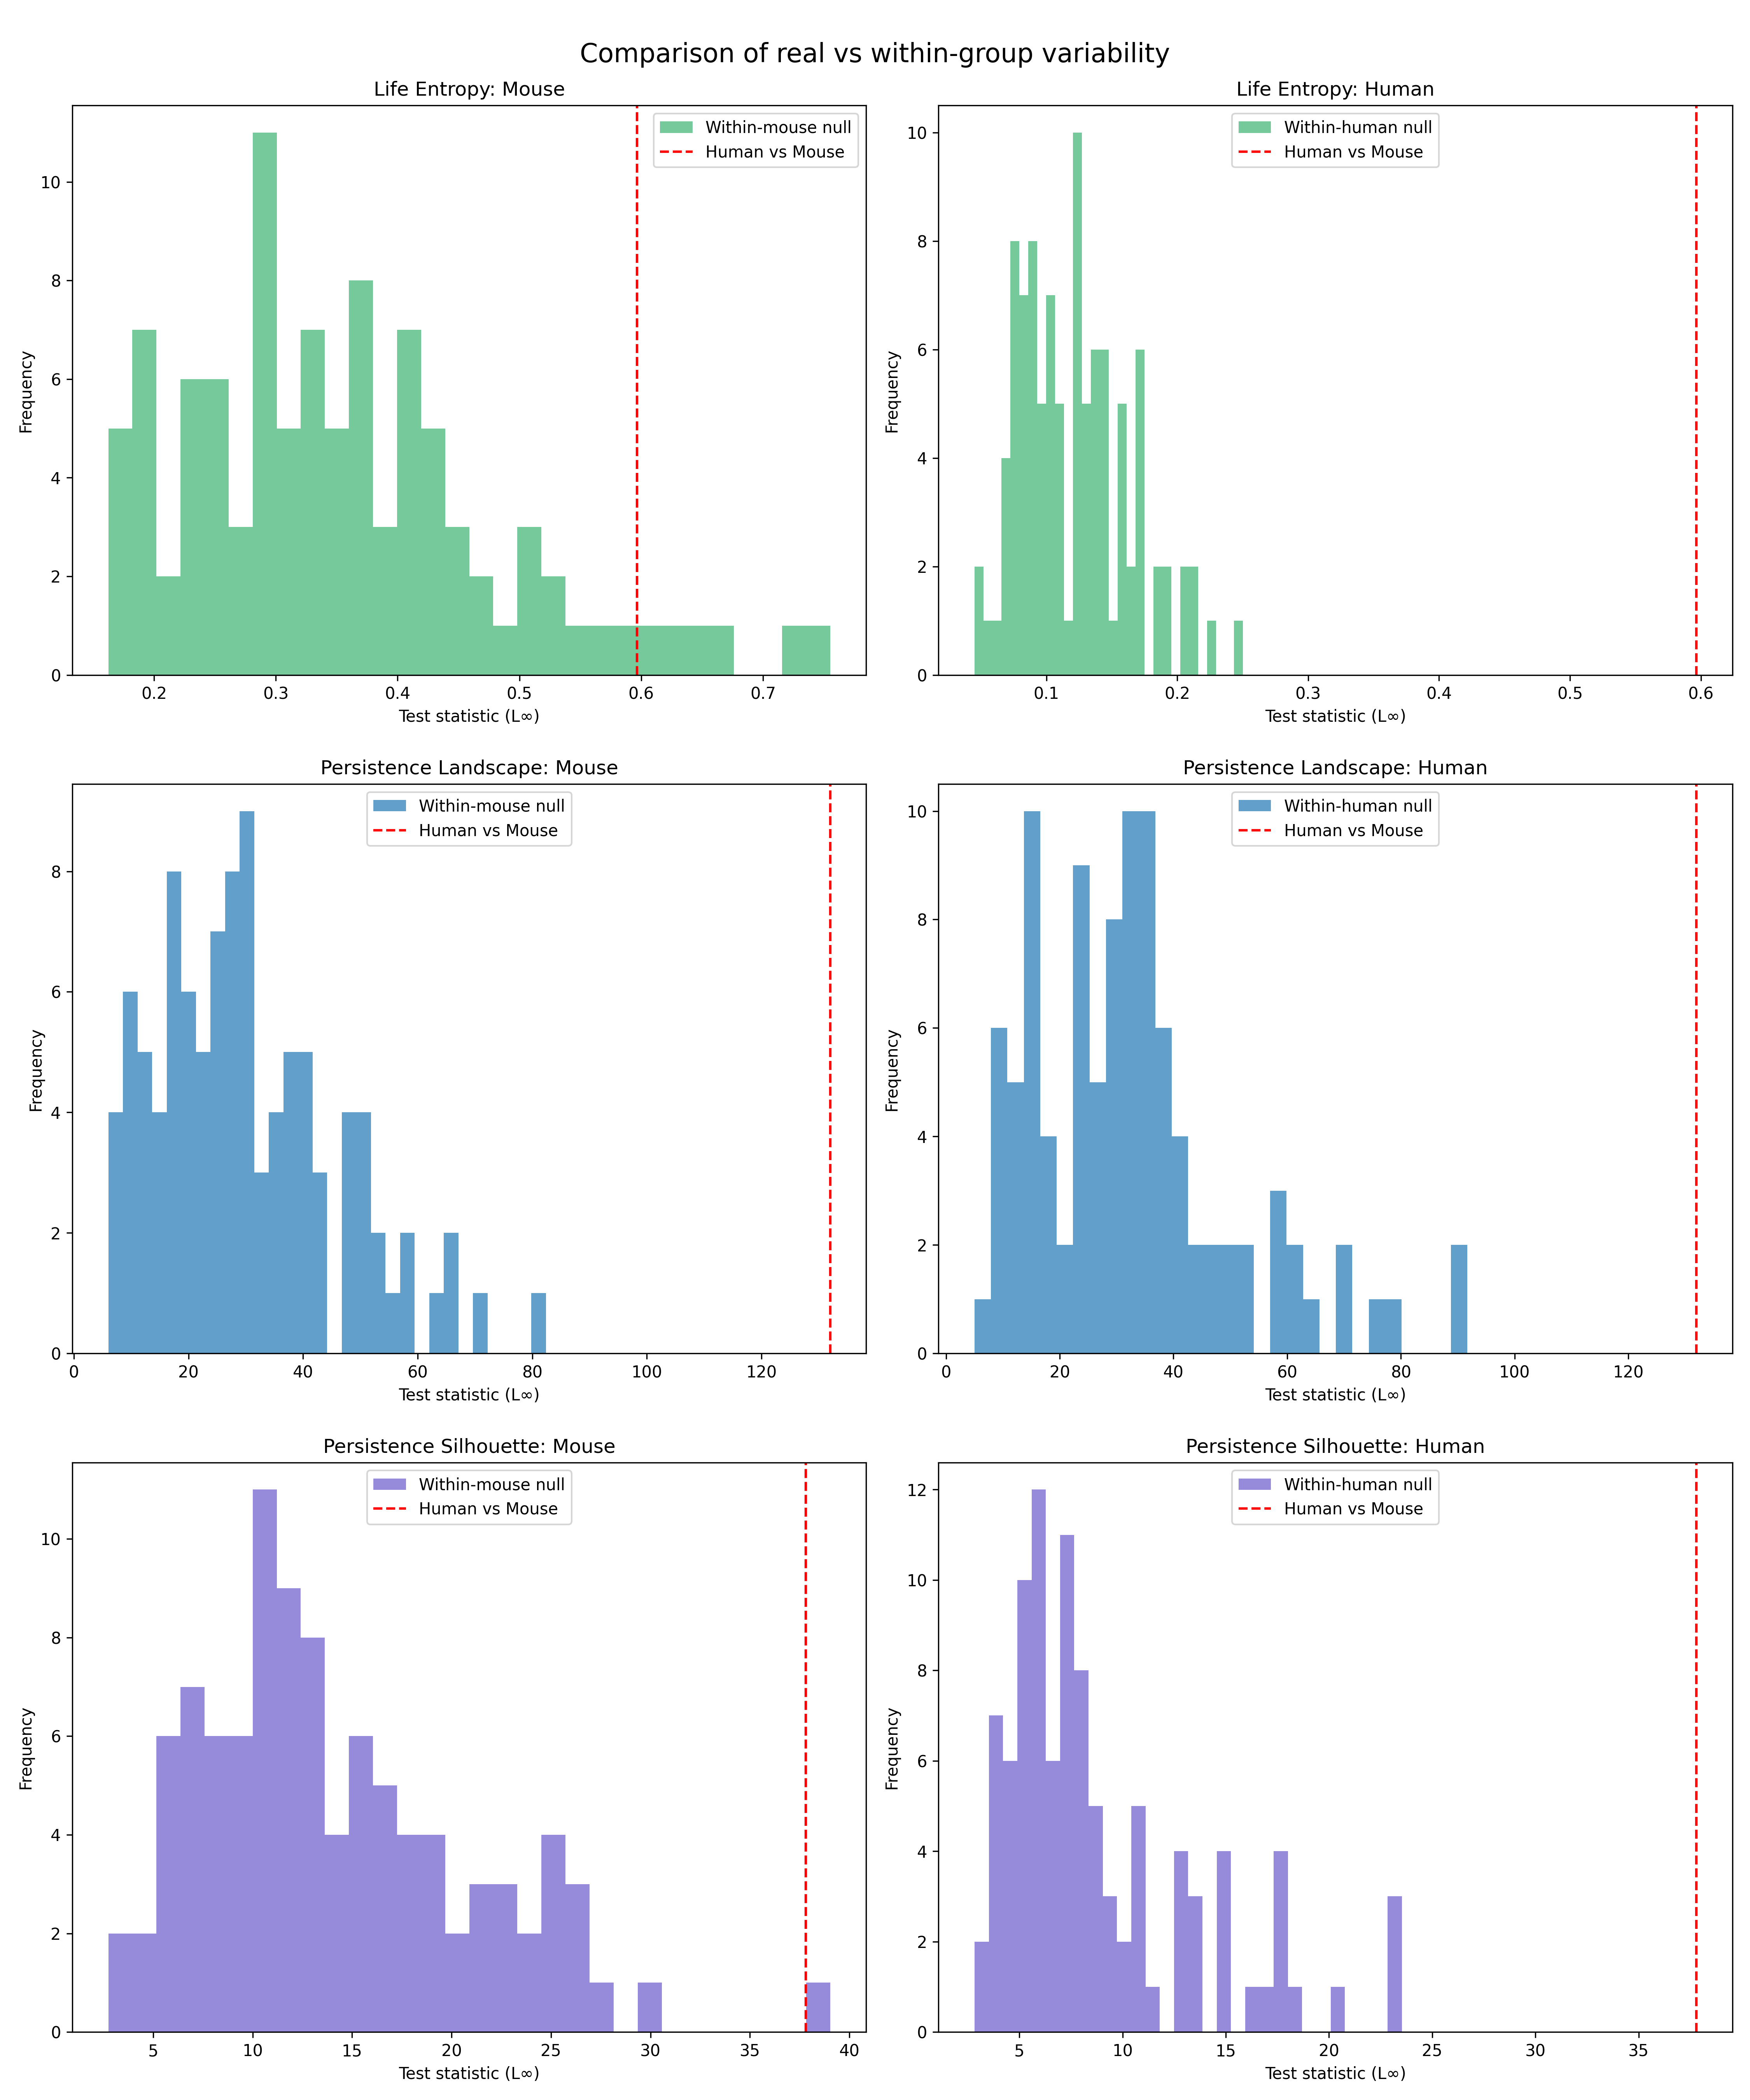 Comparison of real vs within-group variability
Life Entropy: Mouse
Within-mouse null
Human vs Mouse
10
8
6
4
2
0
Frequency
0.2 0.3 0.4 0.5 0.6 0.7
Test statistic (L∞)
Life Entropy: Human
Within-human null
Human vs Mouse
10
8
6
4
2
0
Frequency
0.1 0.2 0.3 0.4 0.5 0.6
Test statistic (L∞)
Persistence Landscape: Mouse
Within-mouse null
Human vs Mouse
8
6
4
2
0
Frequency
0 20 40 60 80 100 120
Test statistic (L∞)
Persistence Landscape: Human
Within-human null
Human vs Mouse
10
8
6
4
2
0
Frequency
0 20 40 60 80 100 120
Test statistic (L∞)
Persistence Silhouette: Mouse
Within-mouse null
Human vs Mouse
10
8
6
4
2
0
Frequency
5 10 15 20 25 30 35 40
Test statistic (L∞)
Persistence Silhouette: Human
Within-human null
Human vs Mouse
12
10
8
6
4
2
0
Frequency
5 10 15 20 25 30 35
Test statistic (L∞)